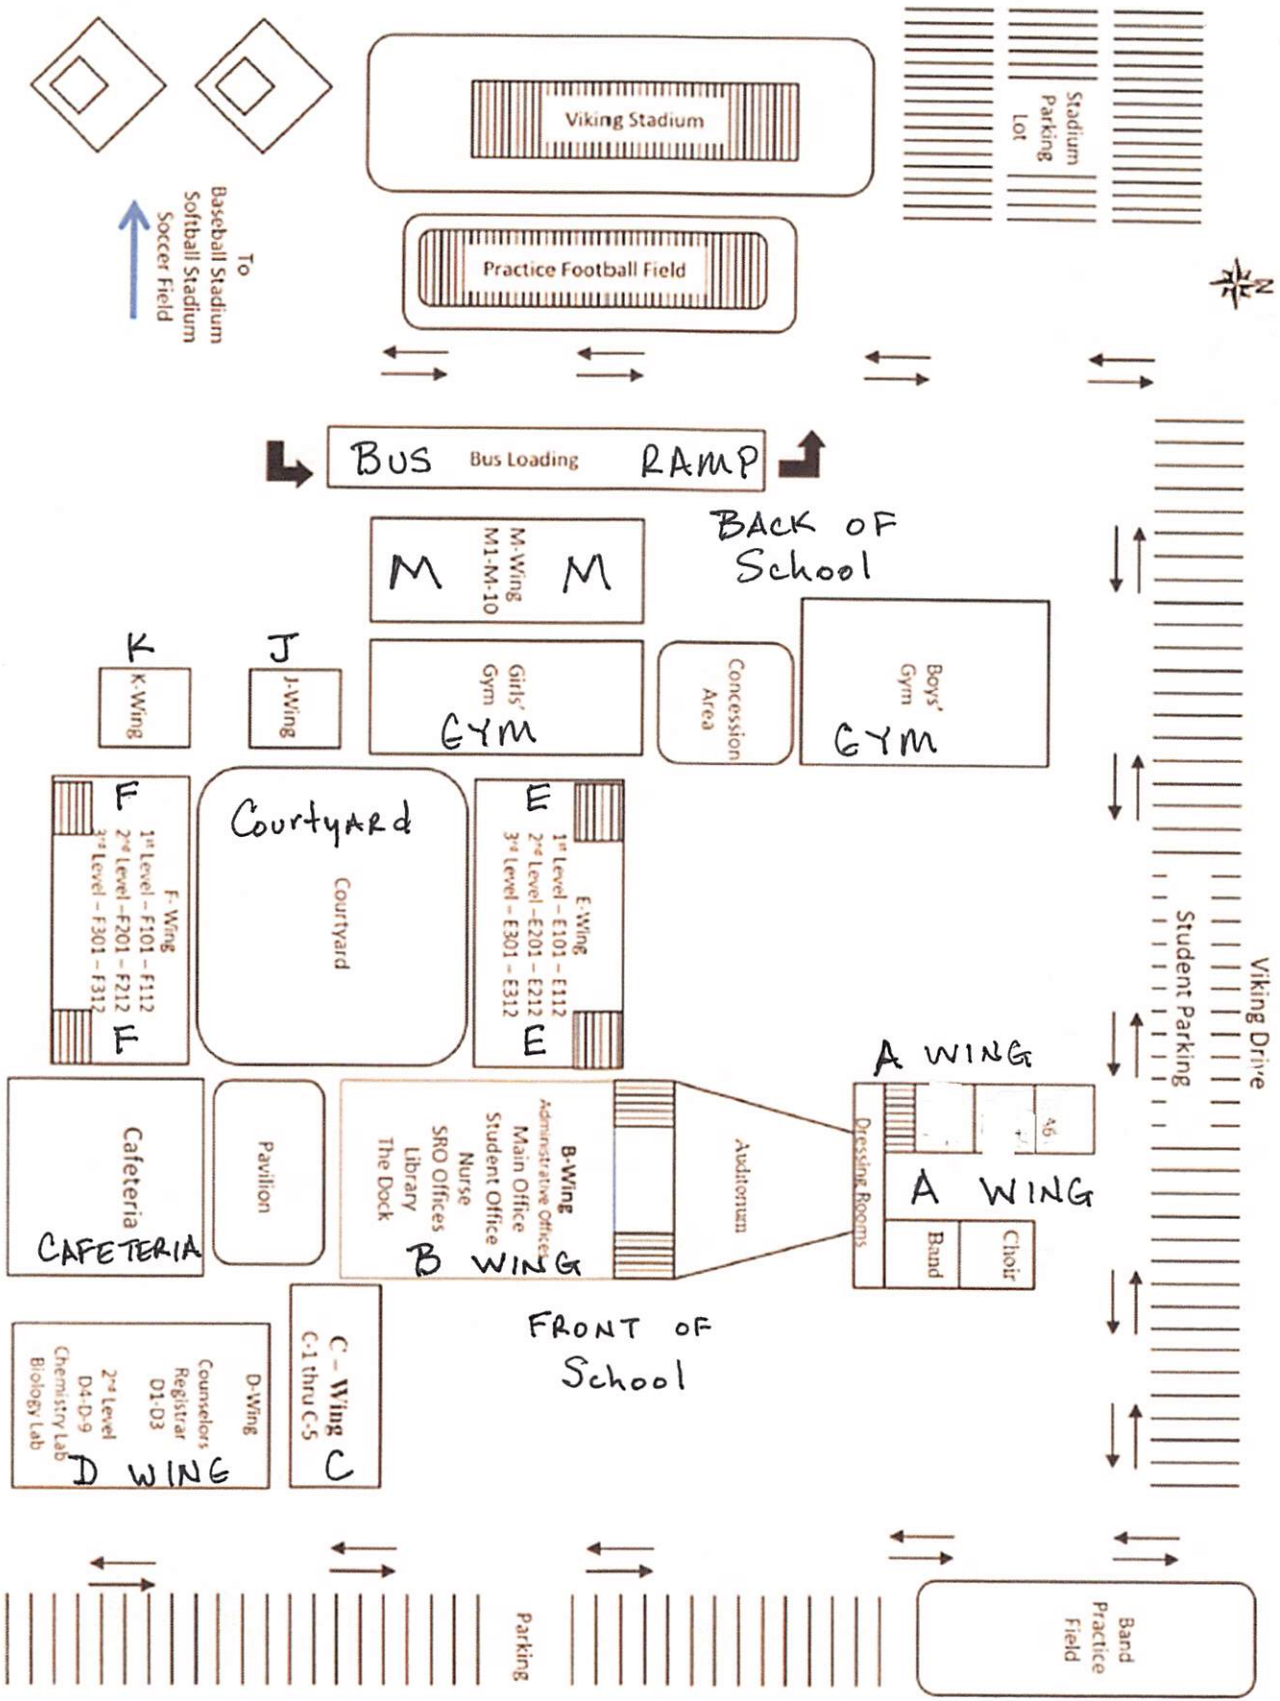 Viking Stadium
Stadium
Parking
Lot
N
To
Baseball Stadium
Softball Stadium
Soccer Field
Practice Football Field
BUS
Bus Loading
RAMP
BACK OF
School
M
M-Wing
M1-M-10
M
K
K-Wing
J
J-Wing
Girls'
Gym
GYM
Concession
Area
Boys'
Gym
GYM
F
F- Wing
1st Level – F101 – F112
2nd Level –F201 – F212
3rd Level – F301 – F312
F
Courtyard
Courtyard
E
E-Wing
1st Level – E101 – E112
2nd Level –E201 – E212
3rd Level – E301 – E312
E
Student Parking
Viking Drive
Cafeteria
CAFETERIA
Pavilion
B-Wing
Administrative Offices
Main Office
Student Office
Nurse
SRO Offices
Library
The Dock
B WING
Auditorium
Dressing Rooms
A WING
A6
A WING
Band
Choir
FRONT OF
School
D-Wing
Counselors
Registrar
D1-D3
2nd Level
D4-D-9
Chemistry Lab
Biology Lab
D WING
C – Wing
C-1 thru C-5
C
Parking
Band
Practice
Field